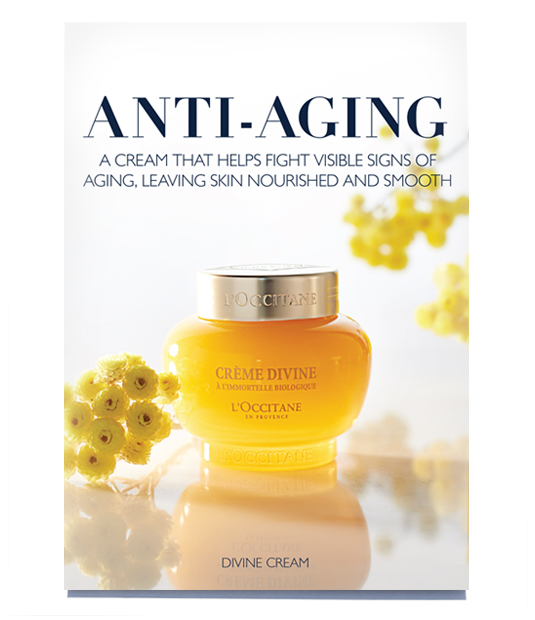 ANTI-AGING
A CREAM THAT HELPS FIGHT VISIBLE SIGNS OF
AGING, LEAVING SKIN NOURISHED AND SMOOTH
L'OCCITANE
CRÈME DIVINE
À L'IMMORTELLE BIOLOGIQUE
L'OCCITANE
EN PROVENCE
L'OCCITANE
DIVINE CREAM